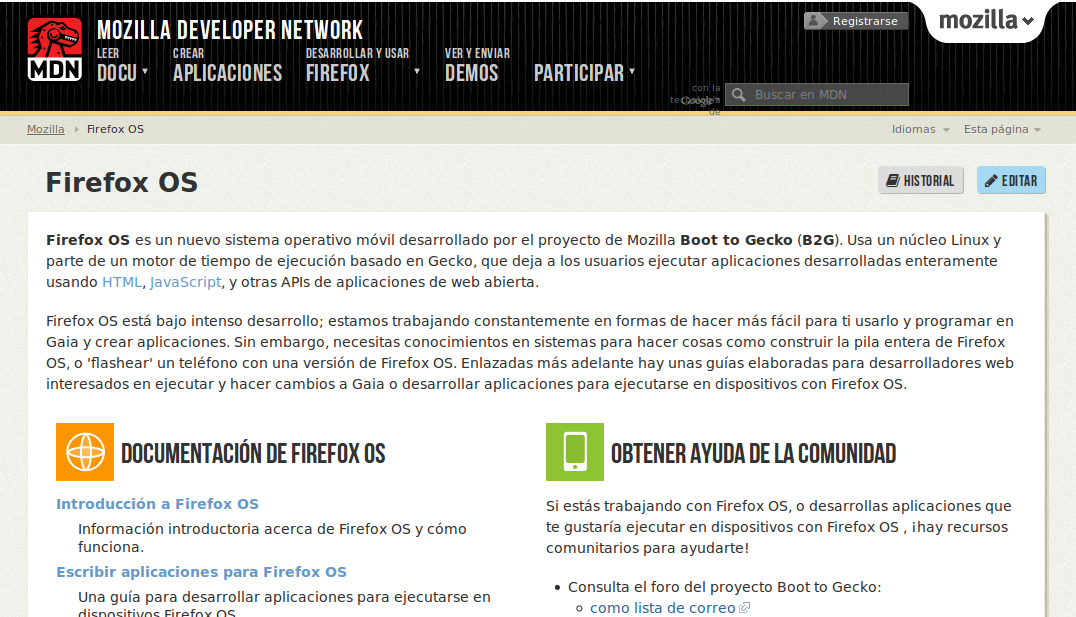 MOZILLA DEVELOPER NETWORK
Registrarse
mozilla
MDN
LEER
DOCU
CREAR
APLICACIONES
DESARROLLAR Y USAR
FIREFOX
VER Y ENVIAR
DEMOS
PARTICIPAR
con la
tecnología
Google™
de
Buscar en MDN
Mozilla
Firefox OS
Idiomas
Esta página
Firefox OS
HISTORIAL
EDITAR
Firefox OS es un nuevo sistema operativo móvil desarrollado por el proyecto de Mozilla Boot to Gecko (B2G). Usa un núcleo Linux y
parte de un motor de tiempo de ejecución basado en Gecko, que deja a los usuarios ejecutar aplicaciones desarrolladas enteramente
usando HTML, JavaScript, y otras APIs de aplicaciones de web abierta.
Firefox OS está bajo intenso desarrollo; estamos trabajando constantemente en formas de hacer más fácil para ti usarlo y programar en
Gaia y crear aplicaciones. Sin embargo, necesitas conocimientos en sistemas para hacer cosas como construir la pila entera de Firefox
OS, o 'flashear' un teléfono con una versión de Firefox OS. Enlazadas más adelante hay unas guías elaboradas para desarrolladores web
interesados en ejecutar y hacer cambios a Gaia o desarrollar aplicaciones para ejecutarse en dispositivos con Firefox OS.
DOCUMENTACIÓN DE FIREFOX OS
Introducción a Firefox OS
Información introductoria acerca de Firefox OS y cómo
funciona.
Escribir aplicaciones para Firefox OS
Una guía para desarrollar aplicaciones para ejecutarse en
dispositivos Firefox OS
OBTENER AYUDA DE LA COMUNIDAD
Si estás trabajando con Firefox OS, o desarrollas aplicaciones que
te gustaría ejecutar en dispositivos con Firefox OS , ¡hay recursos
comunitarios para ayudarte!
• Consulta el foro del proyecto Boot to Gecko:
como lista de correo